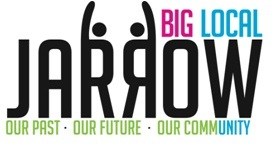 BIG LOCAL
JARROW
OUR PAST · OUR FUTURE · OUR COMMUNITY